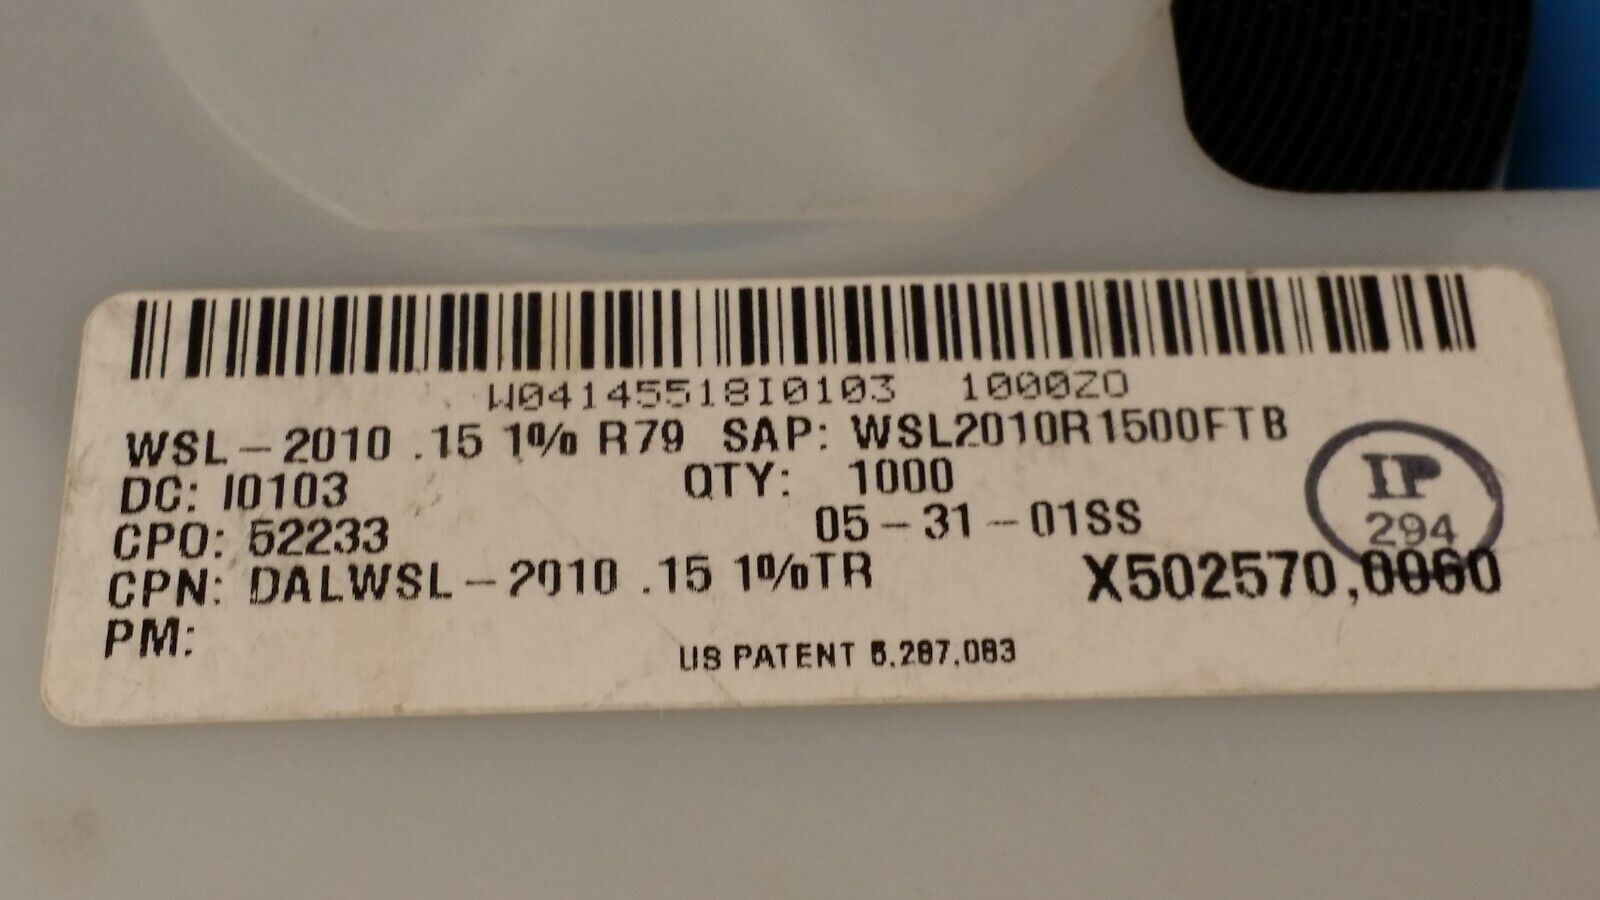 W04145518I0103 1000ZO
WSL-2010 .15 1% R79 SAP: WSL2010R1500FTB
DC: I0103 QTY: 1000
CPO: 52233 05-31-01SS
CPN: DALWSL-2010 .15 1%TR X502570,0060
PM:
US PATENT 5.287.083
IP
294